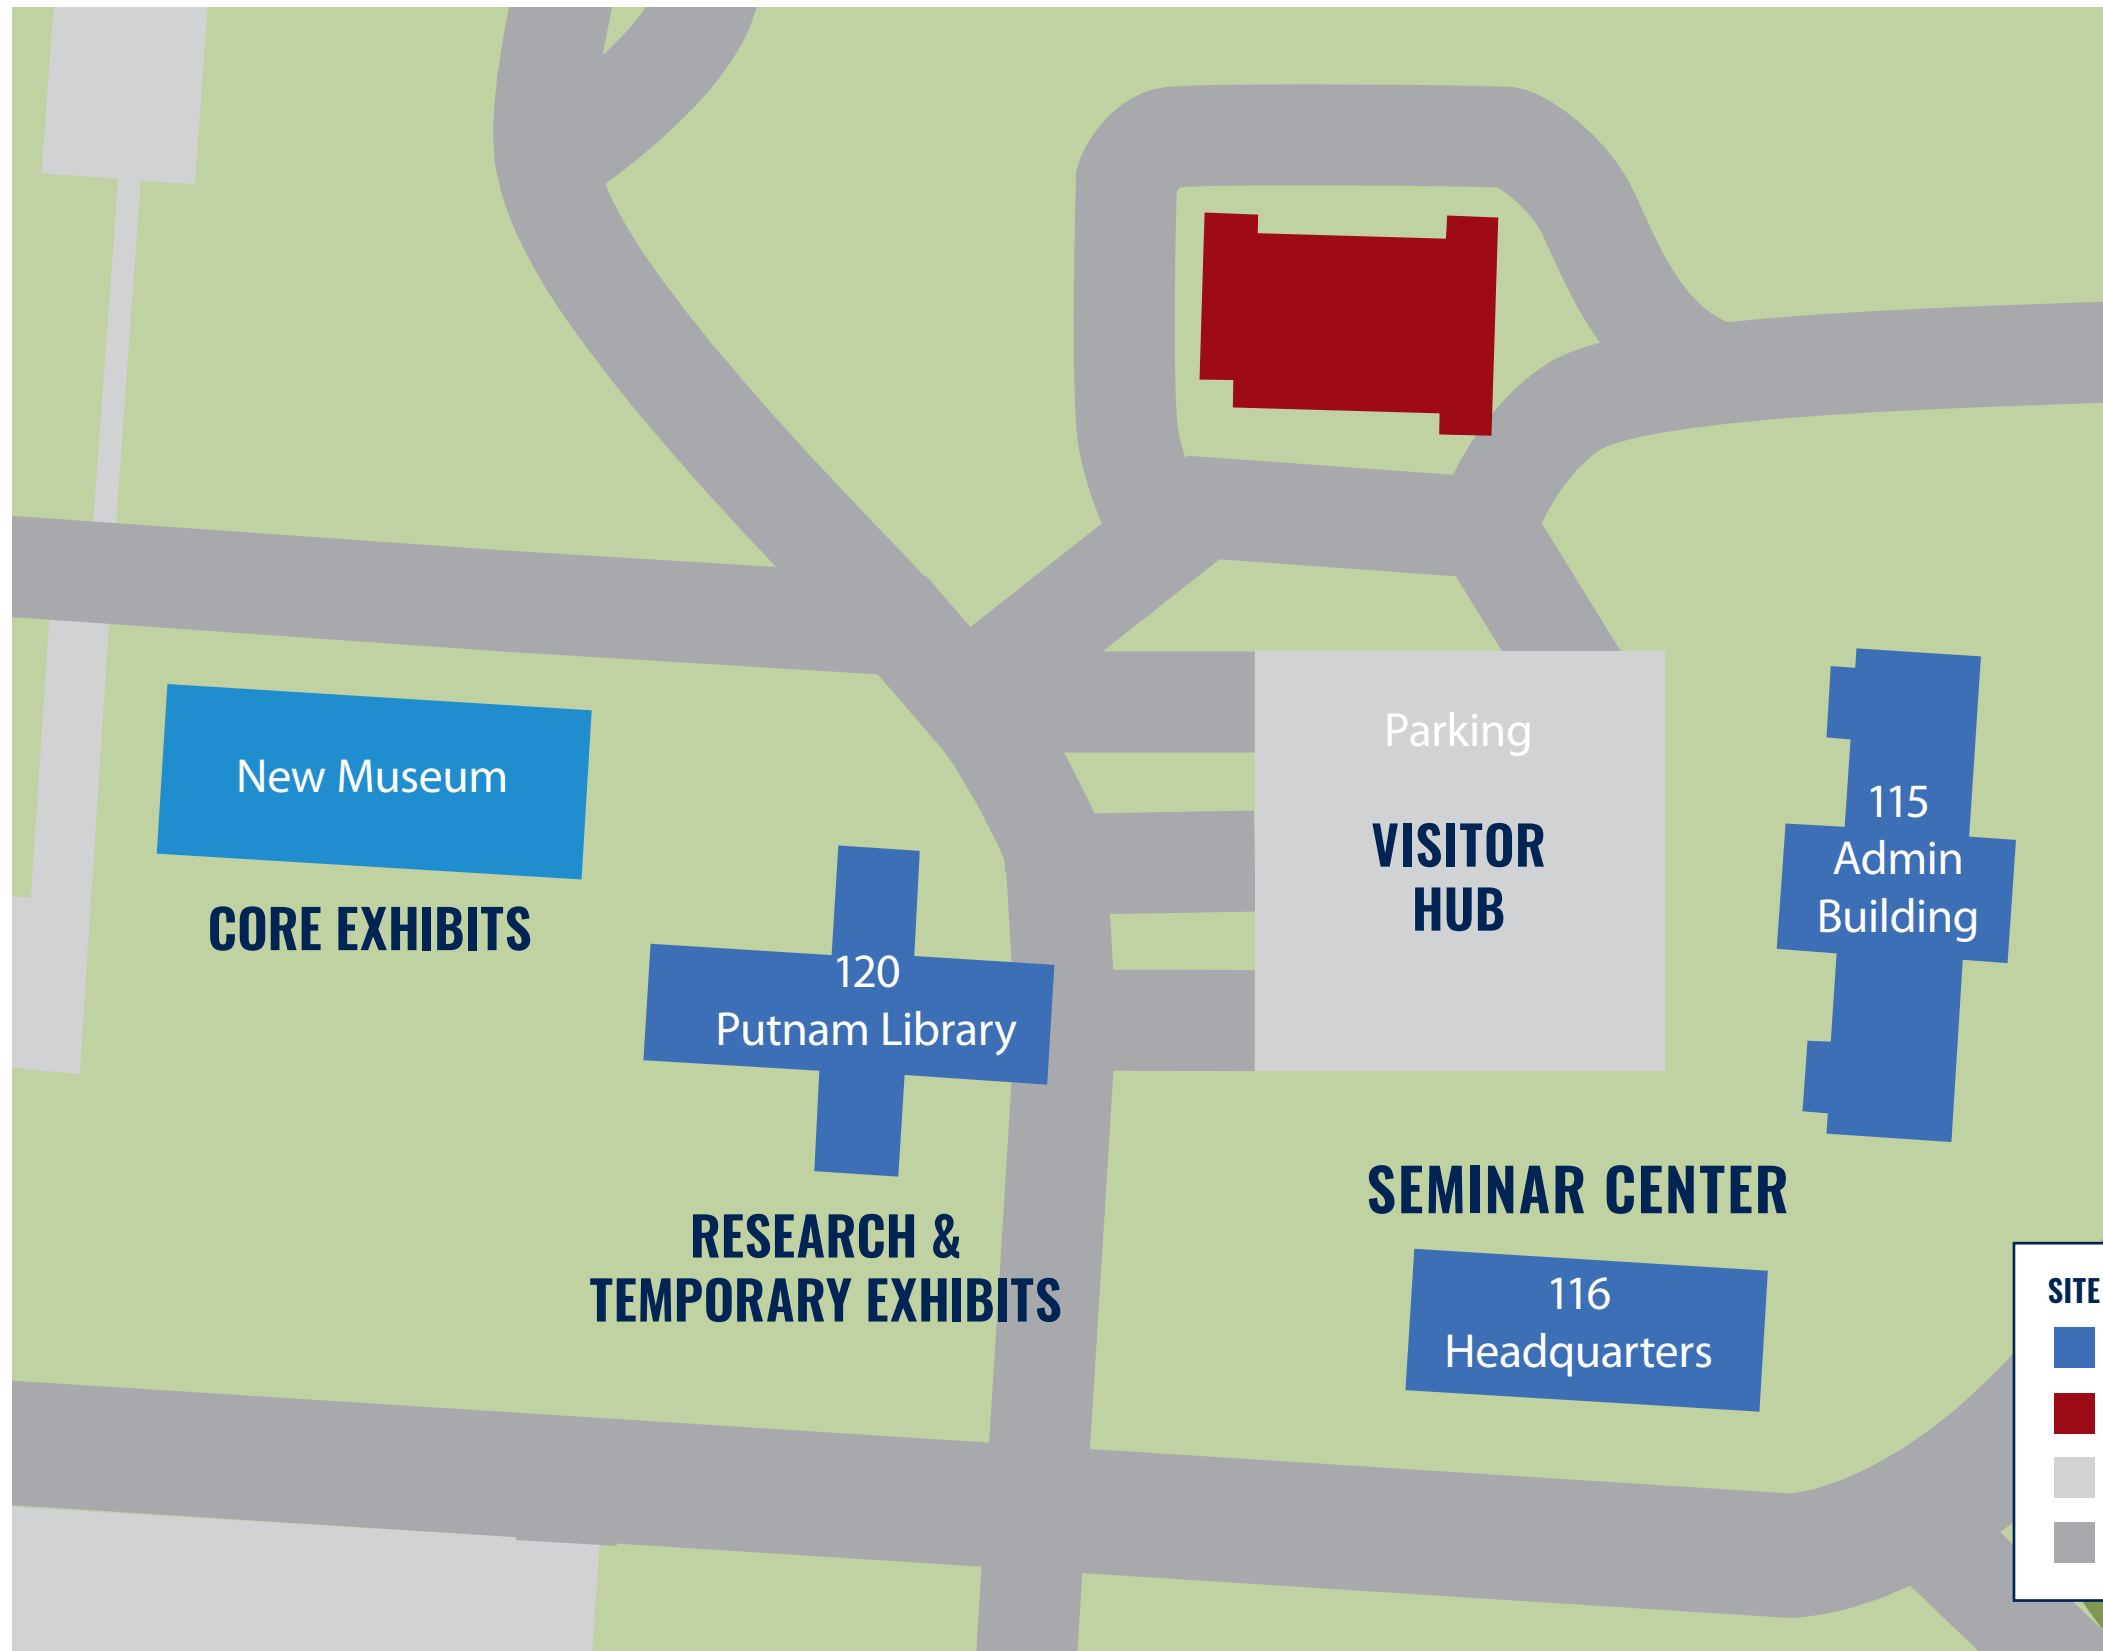 New Museum
CORE EXHIBITS
120
Putnam Library
RESEARCH &
TEMPORARY EXHIBITS
Parking
VISITOR
HUB
115
Admin
Building
SEMINAR CENTER
116
Headquarters
SITE